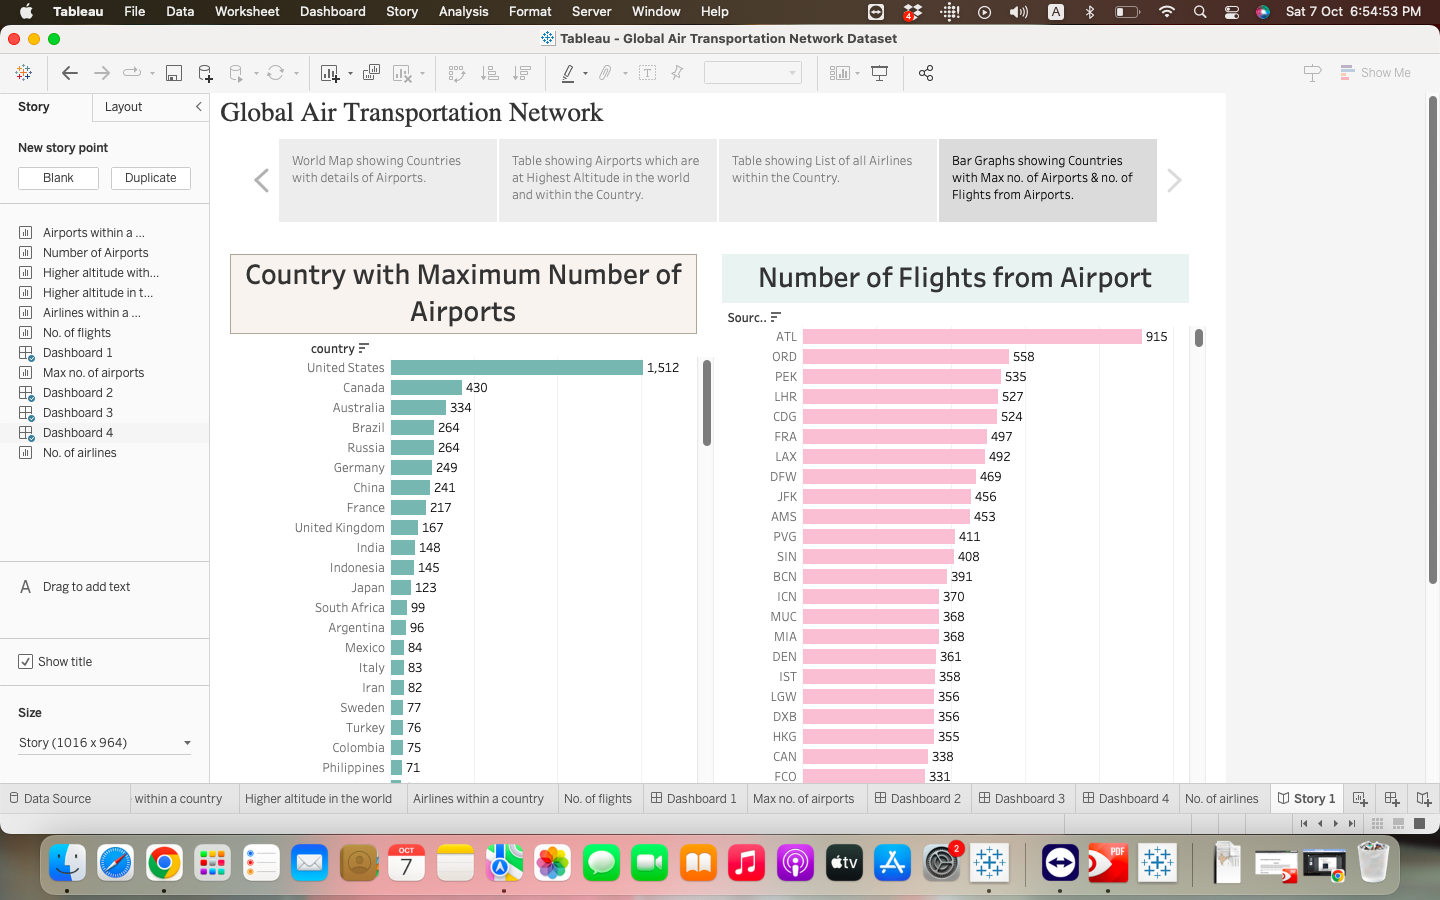 Tableau File Data Worksheet Dashboard Story Analysis Format Server Window Help
4 A Sat 7 Oct 6:54:53 PM
Tableau - Global Air Transportation Network Dataset
Show Me
Story Layout
New story point
Blank Duplicate
Airports within a ...
Number of Airports
Higher altitude with...
Higher altitude in t...
Airlines within a ...
No. of flights
Dashboard 1
Max no. of airports
Dashboard 2
Dashboard 3
Dashboard 4
No. of airlines
A Drag to add text
Show title
Size
Story (1016 x 964)
Global Air Transportation Network
World Map showing Countries
with details of Airports.
Table showing Airports which are
at Highest Altitude in the world
and within the Country.
Table showing List of all Airlines
within the Country.
Bar Graphs showing Countries
with Max no. of Airports & no. of
Flights from Airports.
Country with Maximum Number of
Airports
country
United States 1,512
Canada 430
Australia 334
Brazil 264
Russia 264
Germany 249
China 241
France 217
United Kingdom 167
India 148
Indonesia 145
Japan 123
South Africa 99
Argentina 96
Mexico 84
Italy 83
Iran 82
Sweden 77
Turkey 76
Colombia 75
Philippines 71
Number of Flights from Airport
Sourc..
ATL 915
ORD 558
PEK 535
LHR 527
CDG 524
FRA 497
LAX 492
DFW 469
JFK 456
AMS 453
PVG 411
SIN 408
BCN 391
ICN 370
MUC 368
MIA 368
DEN 361
IST 358
LGW 356
DXB 356
HKG 355
CAN 338
FCO 331
Data Source within a country Higher altitude in the world Airlines within a country No. of flights Dashboard 1 Max no. of airports Dashboard 2 Dashboard 3 Dashboard 4 No. of airlines Story 1
OCT
7
tv
2
PDF